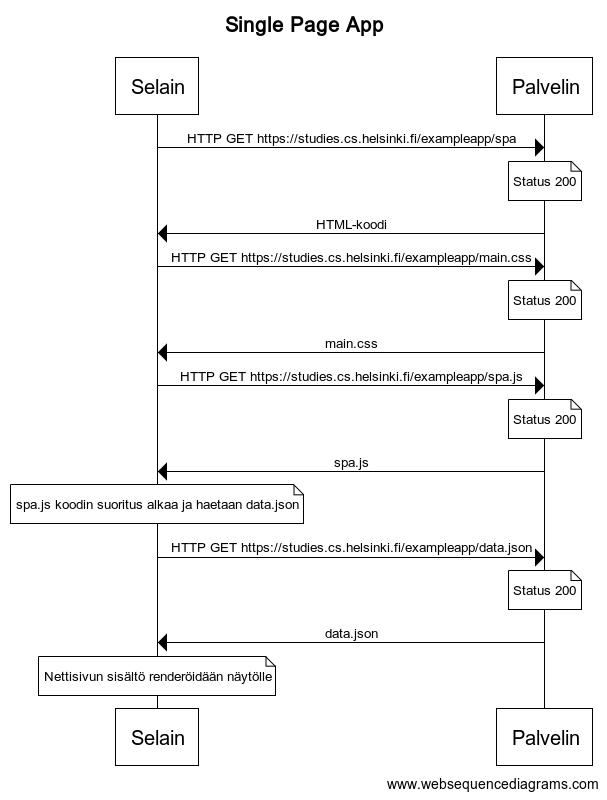 Single Page App
Selain
Palvelin
HTTP GET https://studies.cs.helsinki.fi/exampleapp/spa
Status 200
HTML-koodi
HTTP GET https://studies.cs.helsinki.fi/exampleapp/main.css
Status 200
main.css
HTTP GET https://studies.cs.helsinki.fi/exampleapp/spa.js
Status 200
spa.js
spa.js koodin suoritus alkaa ja haetaan data.json
HTTP GET https://studies.cs.helsinki.fi/exampleapp/data.json
Status 200
data.json
Nettisivun sisältö renderöidään näytölle
Selain
Palvelin
www.websequencediagrams.com